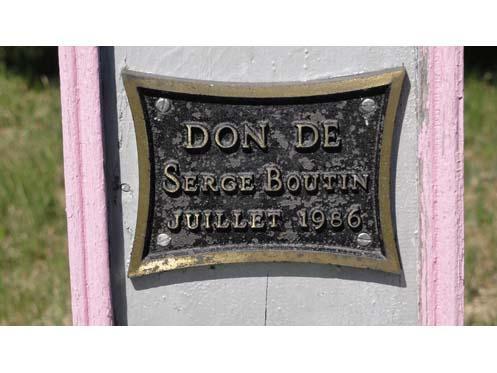 DON DE
SERGE BOUTIN
JUILLET 1986